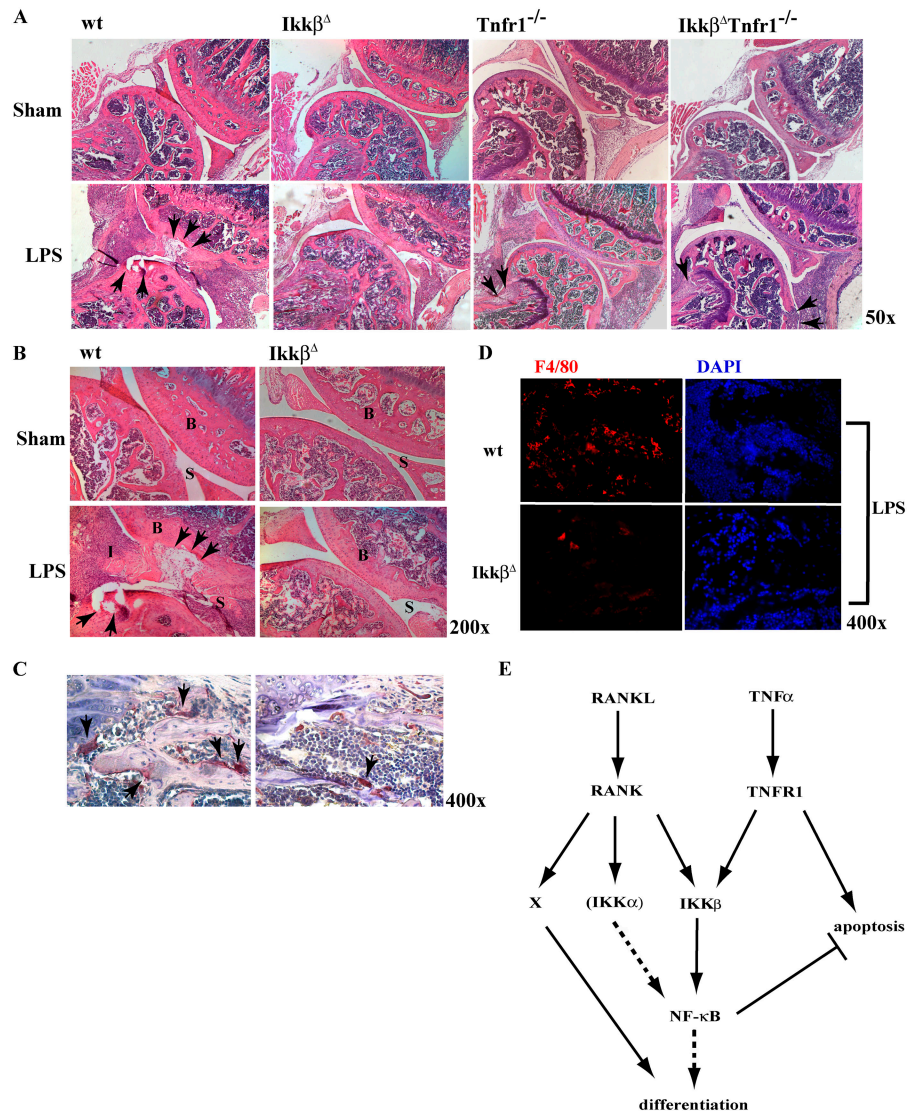 A
wt Ikkβ^Δ Tnfr1^-/- Ikkβ^ΔTnfr1^-/-
Sham
LPS
50x
B
wt Ikkβ^Δ
Sham
B S B S
LPS
B I S B S
200x
C
400x
D
F4/80 DAPI
wt
LPS
Ikkβ^Δ
400x
E
RANKL TNFα
RANK TNFR1
X (IKKα) IKKβ
apoptosis
NF-κB
differentiation